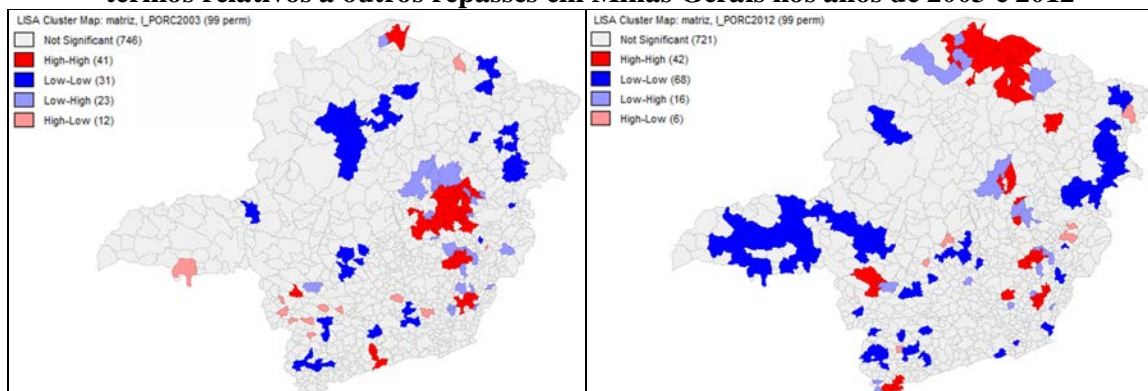 termos relativos a outros repasses em Minas Gerais nos anos de 2003 e 2012
LISA Cluster Map: matriz, I_PORC2003 (99 perm)
Not Significant (746)
High-High (41)
Low-Low (31)
Low-High (23)
High-Low (12)
LISA Cluster Map: matriz, I_PORC2012 (99 perm)
Not Significant (721)
High-High (42)
Low-Low (68)
Low-High (16)
High-Low (6)